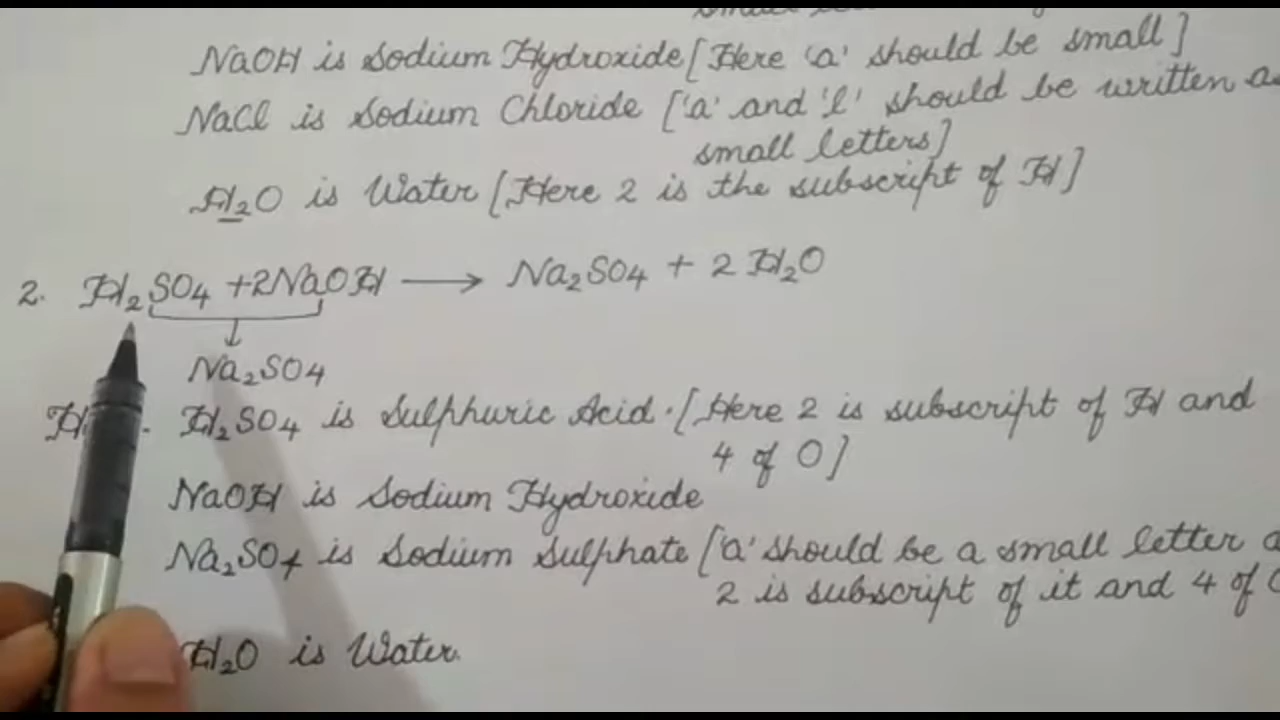 NaOH is Sodium Hydroxide [Here 'a' should be small]
NaCl is Sodium Chloride ['a' and 'l' should be written
small letters]
H₂O is Water [Here 2 is the subscript of H]
2. H₂SO₄ + 2NaOH ⟶ Na₂SO₄ + 2 H₂O
Na₂SO₄
H₂SO₄ is Sulphuric Acid. [Here 2 is subscript of H and
4 of O]
NaOH is Sodium Hydroxide
Na₂SO₄ is Sodium Sulphate ['a' should be a small letter
2 is subscript of it and 4 of
H₂O is Water.